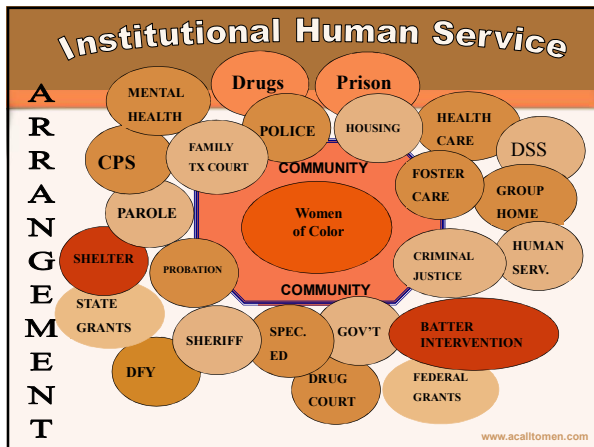 Institutional Human Service
ARRANGEMENT
Drugs
Prison
MENTAL
HEALTH
POLICE
HOUSING
HEALTH
CARE
FAMILY
TX COURT
DSS
CPS
COMMUNITY
FOSTER
CARE
GROUP
HOME
PAROLE
Women
of Color
SHELTER
PROBATION
CRIMINAL
JUSTICE
HUMAN
SERV.
COMMUNITY
STATE
GRANTS
SHERIFF
SPEC.
ED
GOV'T
BATTER
INTERVENTION
DFY
DRUG
COURT
FEDERAL
GRANTS
www.acalltomen.com